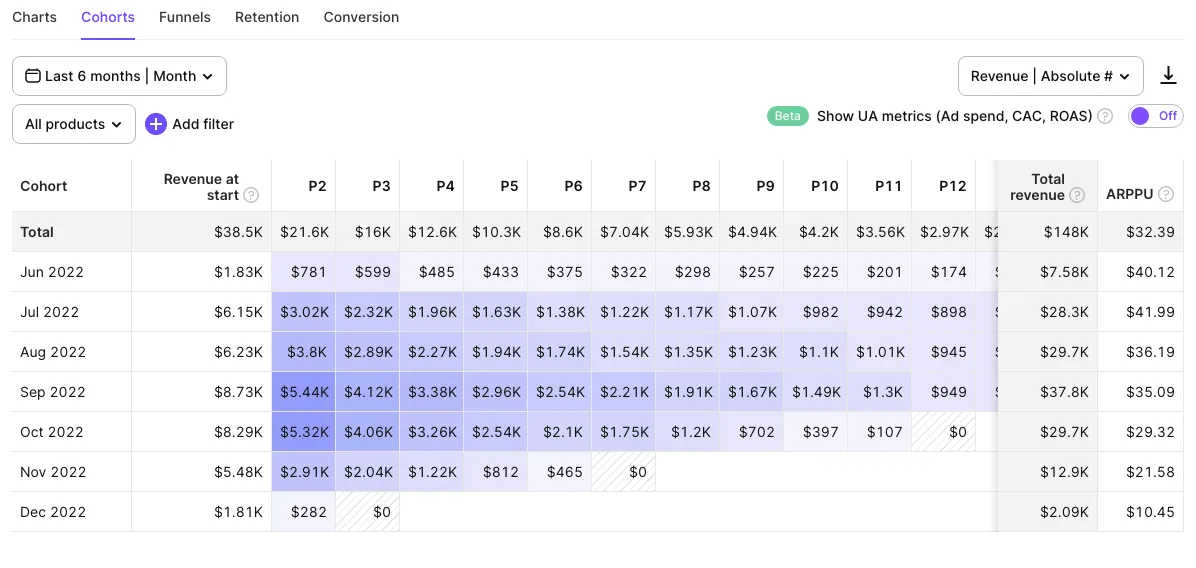 Charts Cohorts Funnels Retention Conversion
Last 6 months | Month
Revenue | Absolute #
All products
Add filter
Beta Show UA metrics (Ad spend, CAC, ROAS) ? Off
Cohort Revenue at start ? P2 P3 P4 P5 P6 P7 P8 P9 P10 P11 P12 Total revenue ? ARPPU ?
Total $38.5K $21.6K $16K $12.6K $10.3K $8.6K $7.04K $5.93K $4.94K $4.2K $3.56K $2.97K $148K $32.39
Jun 2022 $1.83K $781 $599 $485 $433 $375 $322 $298 $257 $225 $201 $174 $7.58K $40.12
Jul 2022 $6.15K $3.02K $2.32K $1.96K $1.63K $1.38K $1.22K $1.17K $1.07K $982 $942 $898 $28.3K $41.99
Aug 2022 $6.23K $3.8K $2.89K $2.27K $1.94K $1.74K $1.54K $1.35K $1.23K $1.1K $1.01K $945 $29.7K $36.19
Sep 2022 $8.73K $5.44K $4.12K $3.38K $2.96K $2.54K $2.21K $1.91K $1.67K $1.49K $1.3K $949 $37.8K $35.09
Oct 2022 $8.29K $5.32K $4.06K $3.26K $2.54K $2.1K $1.75K $1.2K $702 $397 $107 $0 $29.7K $29.32
Nov 2022 $5.48K $2.91K $2.04K $1.22K $812 $465 $0 $12.9K $21.58
Dec 2022 $1.81K $282 $0 $2.09K $10.45